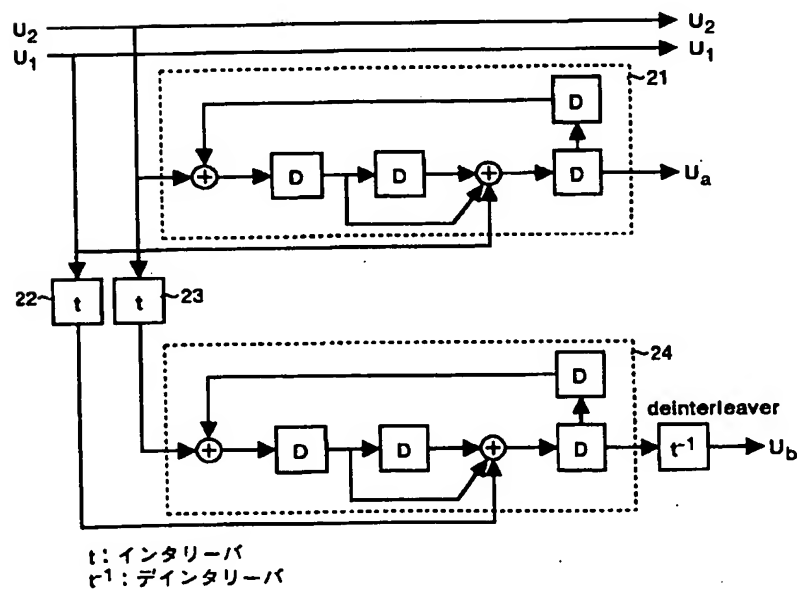 U2 U2
U1 U1
21
D
D D D Ua
22 t t 23
24
D
deinterleaver
D D D t-1 Ub
t: インタリーバ
t-1: デインタリーバ